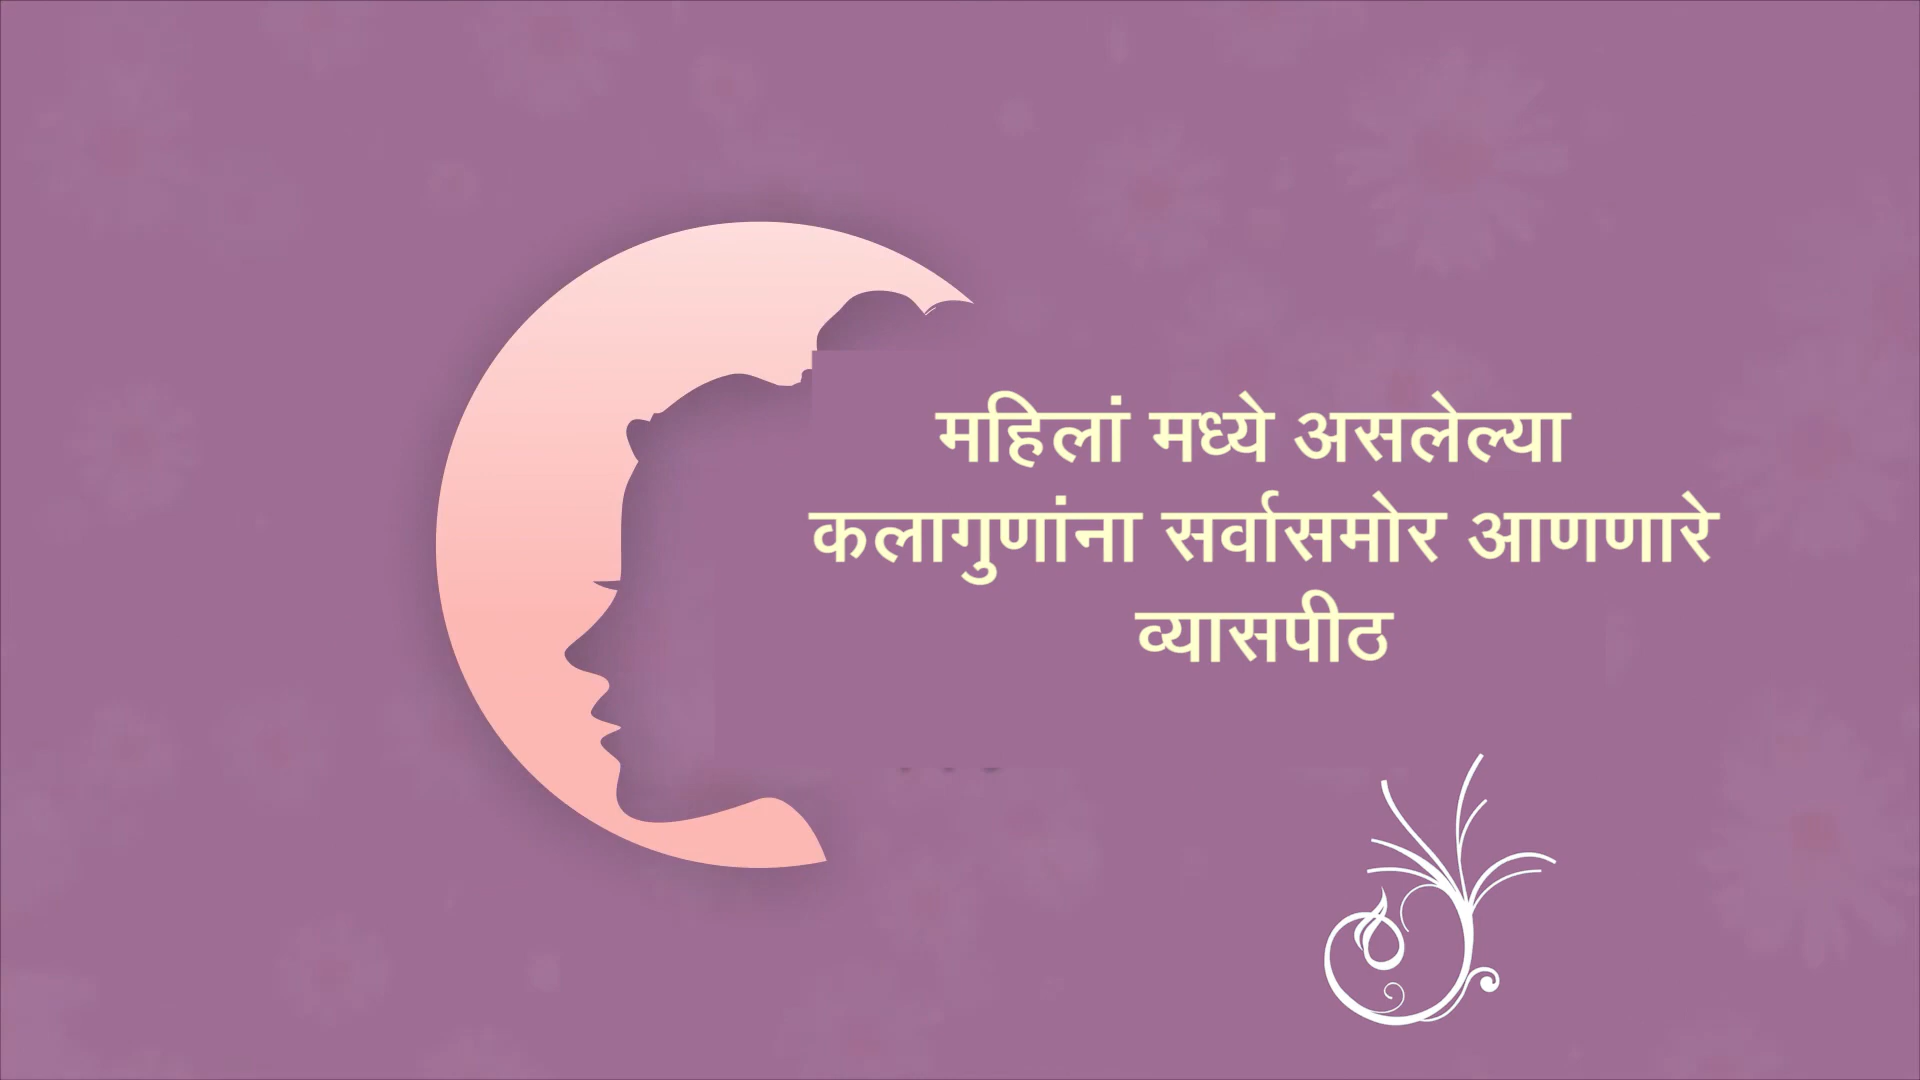 महिलां मध्ये असलेल्या
कलागुणांना सर्वासमोर आणणारे
व्यासपीठ